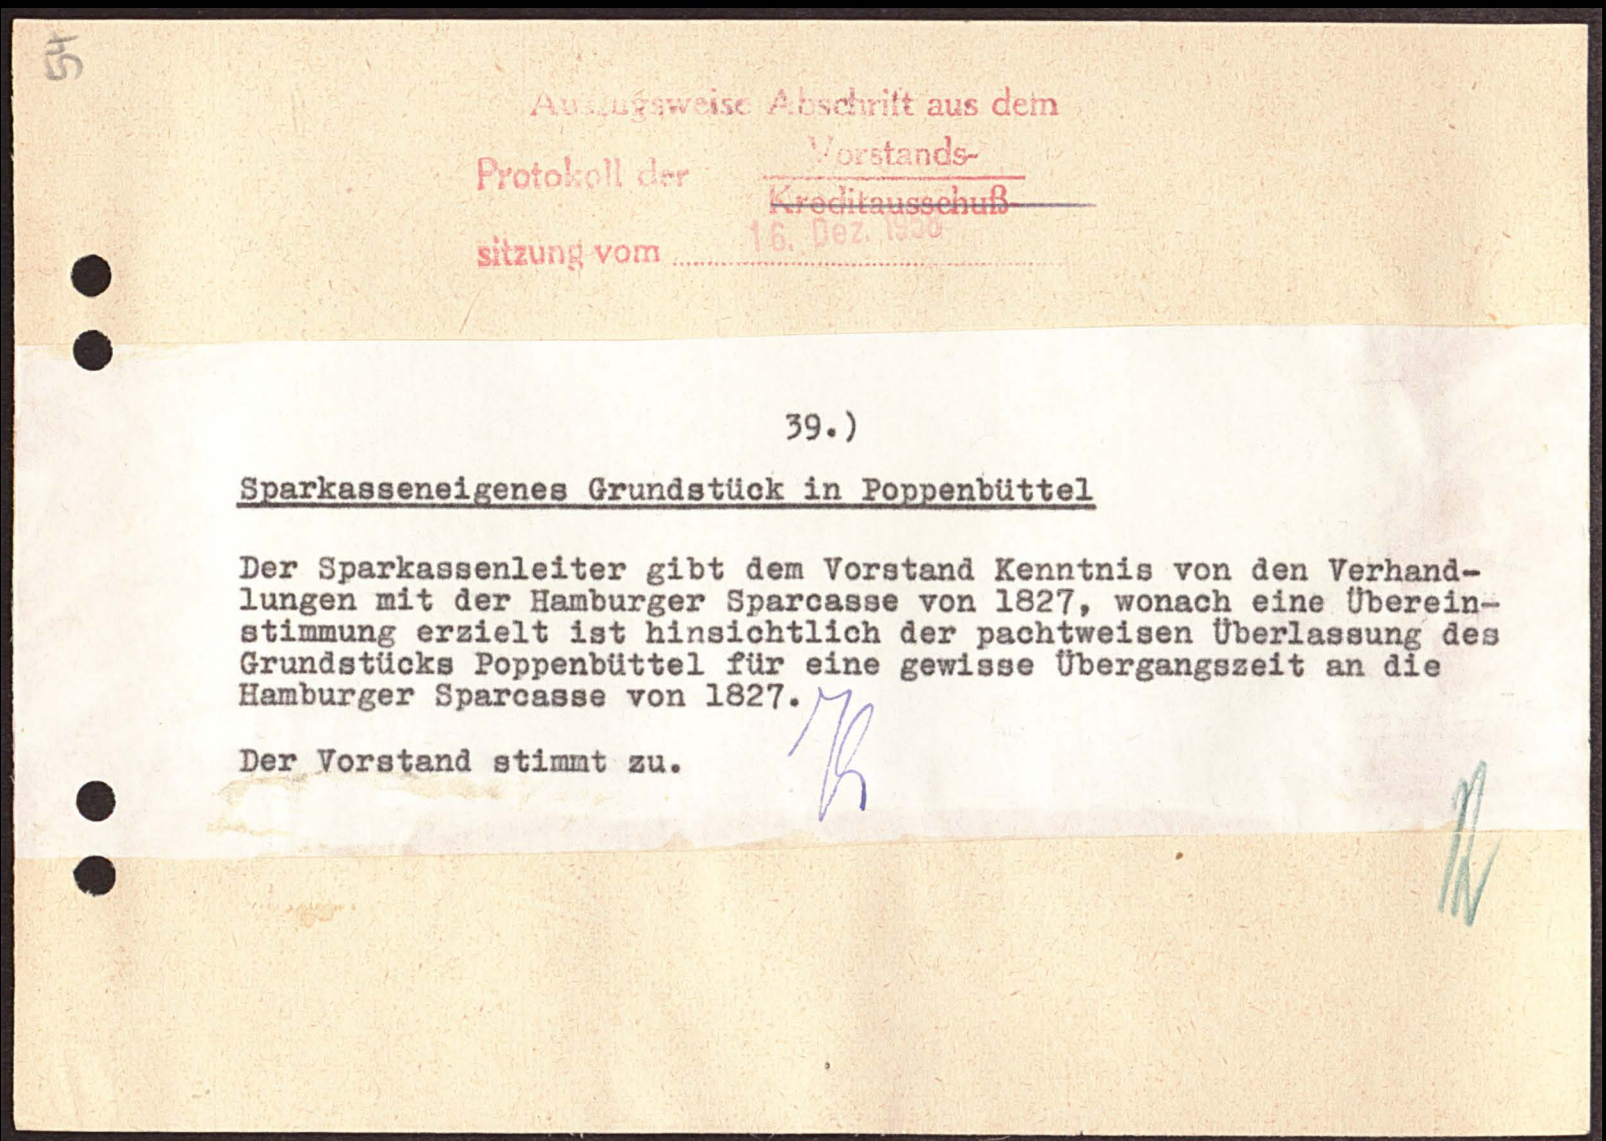 54
Auszugsweise Abschrift aus dem
Vorstands-
Protokoll der
Kreditausschuß
sitzung vom
16. Dez.
39.)
Sparkasseneigenes Grundstück in Poppenbüttel
Der Sparkassenleiter gibt dem Vorstand Kenntnis von den Verhand-
lungen mit der Hamburger Sparcasse von 1827, wonach eine Überein-
stimmung erzielt ist hinsichtlich der pachtweisen Überlassung des
Grundstücks Poppenbüttel für eine gewisse Übergangszeit an die
Hamburger Sparcasse von 1827.
Der Vorstand stimmt zu.